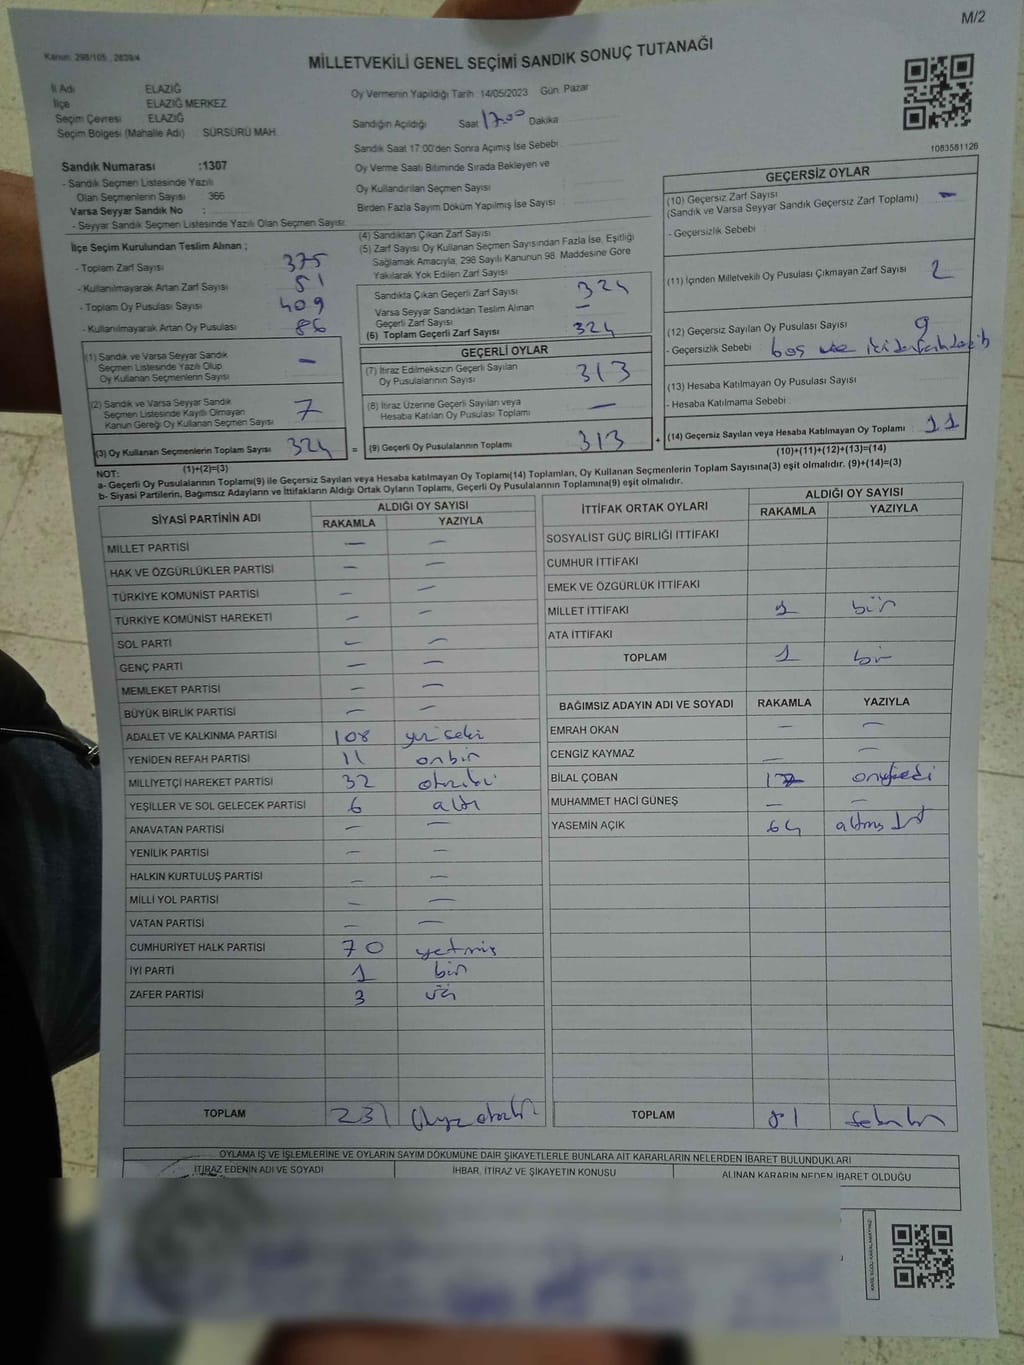 M/2
Kanun: 298/105 , 2839/4
MİLLETVEKİLİ GENEL SEÇİMİ SANDIK SONUÇ TUTANAĞI
İl Adı ELAZIĞ
İlçe ELAZIĞ MERKEZ
Seçim Çevresi ELAZIĞ
Seçim Bölgesi (Mahalle Adı) SÜRSÜRÜ MAH.
Sandık Numarası :1307
- Sandık Seçmen Listesinde Yazılı
Olan Seçmenlerin Sayısı : 366
Varsa Seyyar Sandık No :
- Seyyar Sandık Seçmen Listesinde Yazılı Olan Seçmen Sayısı:
Oy Vermenin Yapıldığı Tarih 14/05/2023 Gün: Pazar
Sandığın Açıldığı Saat 17.00 Dakika
Sandık Saat 17:00'den Sonra Açımış İse Sebebi :
Oy Verme Saati Bitiminde Sırada Bekleyen ve
Oy Kullandırılan Seçmen Sayısı
Birden Fazla Sayım Döküm Yapılmış İse Sayısı :
1083581126
İlçe Seçim Kurulundan Teslim Alınan ;
- Toplam Zarf Sayısı 375
- Kullanılmayarak Artan Zarf Sayısı 51
- Toplam Oy Pusulası Sayısı 409
- Kullanılmayarak Artan Oy Pusulası 86
(1) Sandık ve Varsa Seyyar Sandık
Seçmen Listesinde Yazılı Olup
Oy Kullanan Seçmenlerin Sayısı —
(2) Sandık ve Varsa Seyyar Sandık
Seçmen Listesinde Kayıtlı Olmayan
Kanun Gereği Oy Kullanan Seçmen Sayısı 7
(3) Oy Kullanan Seçmenlerin Toplam Sayısı 324 =
(1)+(2)=(3)
(4) Sandıktan Çıkan Zarf Sayısı
(5) Zarf Sayısı Oy Kullanan Seçmen Sayısından Fazla İse, Eşitliği
Sağlamak Amacıyla, 298 Sayılı Kanunun 98. Maddesine Göre
Yakılarak Yok Edilen Zarf Sayısı
Sandıkta Çıkan Geçerli Zarf Sayısı 324
Varsa Seyyar Sandıktan Teslim Alınan
Geçerli Zarf Sayısı —
(6) Toplam Geçerli Zarf Sayısı 324
GEÇERLİ OYLAR
(7) İtiraz Edilmeksizin Geçerli Sayılan
Oy Pusulalarının Sayısı 313
(8) İtiraz Üzerine Geçerli Sayılan veya
Hesaba Katılan Oy Pusulası Toplamı —
(9) Geçerli Oy Pusulalarının Toplamı 313 +
GEÇERSİZ OYLAR
(10) Geçersiz Zarf Sayısı
(Sandık ve Varsa Seyyar Sandık Geçersiz Zarf Toplamı) —
- Geçersizlik Sebebi
(11) İçinden Milletvekili Oy Pusulası Çıkmayan Zarf Sayısı 2
(12) Geçersiz Sayılan Oy Pusulası Sayısı 9
- Geçersizlik Sebebi : boş ve
(13) Hesaba Katılmayan Oy Pusulası Sayısı
- Hesaba Katılmama Sebebi :
(14) Geçersiz Sayılan veya Hesaba Katılmayan Oy Toplamı 11
(10)+(11)+(12)+(13)=(14)
NOT:
a- Geçerli Oy Pusulalarının Toplamı(9) ile Geçersiz Sayılan veya Hesaba katılmayan Oy Toplamı(14) Toplamları, Oy Kullanan Seçmenlerin Toplam Sayısına(3) eşit olmalıdır. (9)+(14)=(3)
b- Siyasi Partilerin, Bağımsız Adayların ve İttifakların Aldığı Ortak Oyların Toplamı, Geçerli Oy Pusulalarının Toplamına(9) eşit olmalıdır.
SİYASİ PARTİNİN ADI ALDIĞI OY SAYISI
RAKAMLA YAZIYLA
MİLLET PARTİSİ — —
HAK VE ÖZGÜRLÜKLER PARTİSİ — —
TÜRKİYE KOMÜNİST PARTİSİ — —
TÜRKİYE KOMÜNİST HAREKETİ — —
SOL PARTİ — —
GENÇ PARTİ — —
MEMLEKET PARTİSİ — —
BÜYÜK BİRLİK PARTİSİ — —
ADALET VE KALKINMA PARTİSİ 108 yüzsekiz
YENİDEN REFAH PARTİSİ 11 onbir
MİLLİYETÇİ HAREKET PARTİSİ 32 otuziki
YEŞİLLER VE SOL GELECEK PARTİSİ 6 altı
ANAVATAN PARTİSİ — —
YENİLİK PARTİSİ — —
HALKIN KURTULUŞ PARTİSİ — —
MİLLİ YOL PARTİSİ — —
VATAN PARTİSİ — —
CUMHURİYET HALK PARTİSİ 70 yetmiş
İYİ PARTİ 1 bir
ZAFER PARTİSİ 3 üç
TOPLAM 231 ikiyüz otuzbir
İTTİFAK ORTAK OYLARI ALDIĞI OY SAYISI
RAKAMLA YAZIYLA
SOSYALİST GÜÇ BİRLİĞİ İTTİFAKI
CUMHUR İTTİFAKI
EMEK VE ÖZGÜRLÜK İTTİFAKI
MİLLET İTTİFAKI 1 bir
ATA İTTİFAKI
TOPLAM 1 bir
BAĞIMSIZ ADAYIN ADI VE SOYADI RAKAMLA YAZIYLA
EMRAH OKAN — —
CENGİZ KAYMAZ — —
BİLAL ÇOBAN 17 onyedi
MUHAMMET HACİ GÜNEŞ — —
YASEMİN AÇIK 64 altmış
TOPLAM 81 seksenbir
OYLAMA İŞ VE İŞLEMLERİNE VE OYLARIN SAYIM DÖKÜMÜNE DAİR ŞİKAYETLERLE BUNLARA AİT KARARLARIN NELERDEN İBARET BULUNDUKLARI
İTİRAZ EDENİN ADI VE SOYADI İHBAR, İTİRAZ VE ŞİKAYETİN KONUSU ALINAN KARARIN NEDEN İBARET OLDUĞU